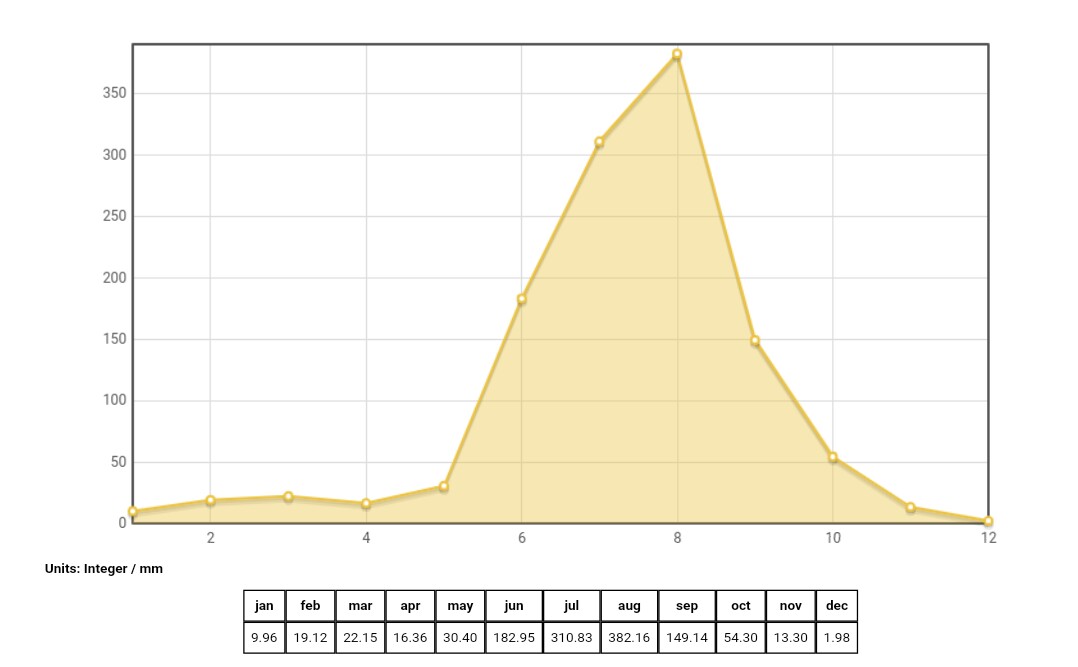 350
300
250
200
150
100
50
0
2 4 6 8 10 12
Units: Integer / mm
jan feb mar apr may jun jul aug sep oct nov dec
9.96 19.12 22.15 16.36 30.40 182.95 310.83 382.16 149.14 54.30 13.30 1.98